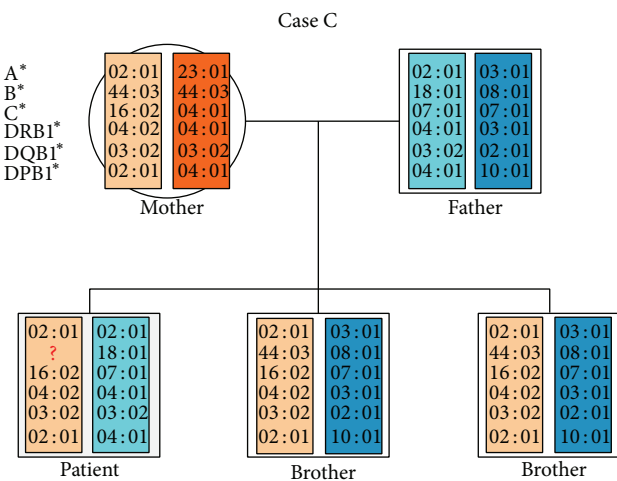 Case C
A* 02:01 23:01 02:01 03:01
B* 44:03 44:03 18:01 08:01
C* 16:02 04:01 07:01 07:01
DRB1* 04:02 04:01 04:01 03:01
DQB1* 03:02 03:02 03:02 02:01
DPB1* 02:01 04:01 04:01 10:01
Mother Father
02:01 02:01 02:01 03:01 02:01 03:01
? 18:01 44:03 08:01 44:03 08:01
16:02 07:01 16:02 07:01 16:02 07:01
04:02 04:01 04:02 03:01 04:02 03:01
03:02 03:02 03:02 02:01 03:02 02:01
02:01 04:01 02:01 10:01 02:01 10:01
Patient Brother Brother